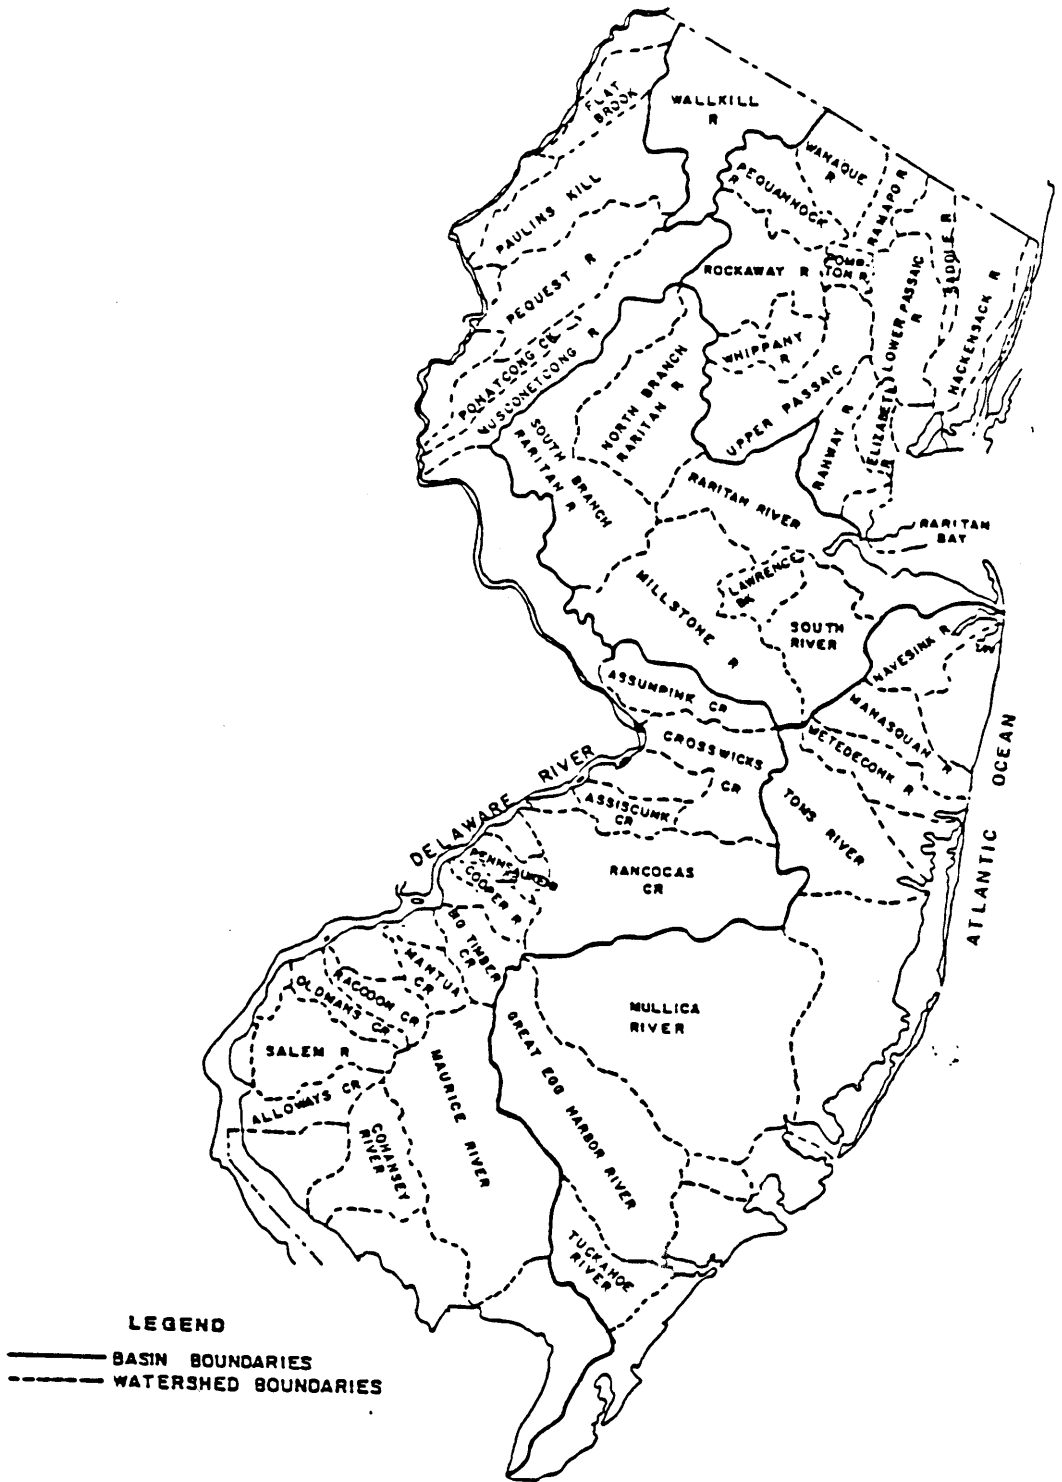 FLAT
BROOK
WALLKILL
R
WANAQUE
R
PEQUANNOCK
R
RAMAPO R
PAULINS KILL
SADDLE R
POMP
TON R
ROCKAWAY R
LOWER PASSAIC
R
HACKENSACK R
PEQUEST R
WHIPPANY
R
POHATCONG CR
MUSCONETCONG R
NORTH BRANCH
RARITAN R
UPPER PASSAIC
SOUTH BRANCH
RARITAN R
RAHWAY R
ELIZABETH
R
RARITAN RIVER
RARITAN
BAY
LAWRENCE
BK
MILLSTONE R
SOUTH
RIVER
NAVESINK R
ASSUNPINK CR
MANASQUAN R
CROSSWICKS
CR
METEDECONK R
ASSISCUNK
CR
TOMS RIVER
DELAWARE RIVER
ATLANTIC OCEAN
PENNSAUKEN
COOPER R
RANCOCAS
CR
BIG TIMBER
CR
MANTUA
CR
RACCOON CR
OLDMANS CR
MULLICA
RIVER
SALEM R
GREAT EGG HARBOR RIVER
MAURICE RIVER
ALLOWAYS CR
COHANSEY
RIVER
TUCKAHOE
RIVER
LEGEND
BASIN BOUNDARIES
WATERSHED BOUNDARIES